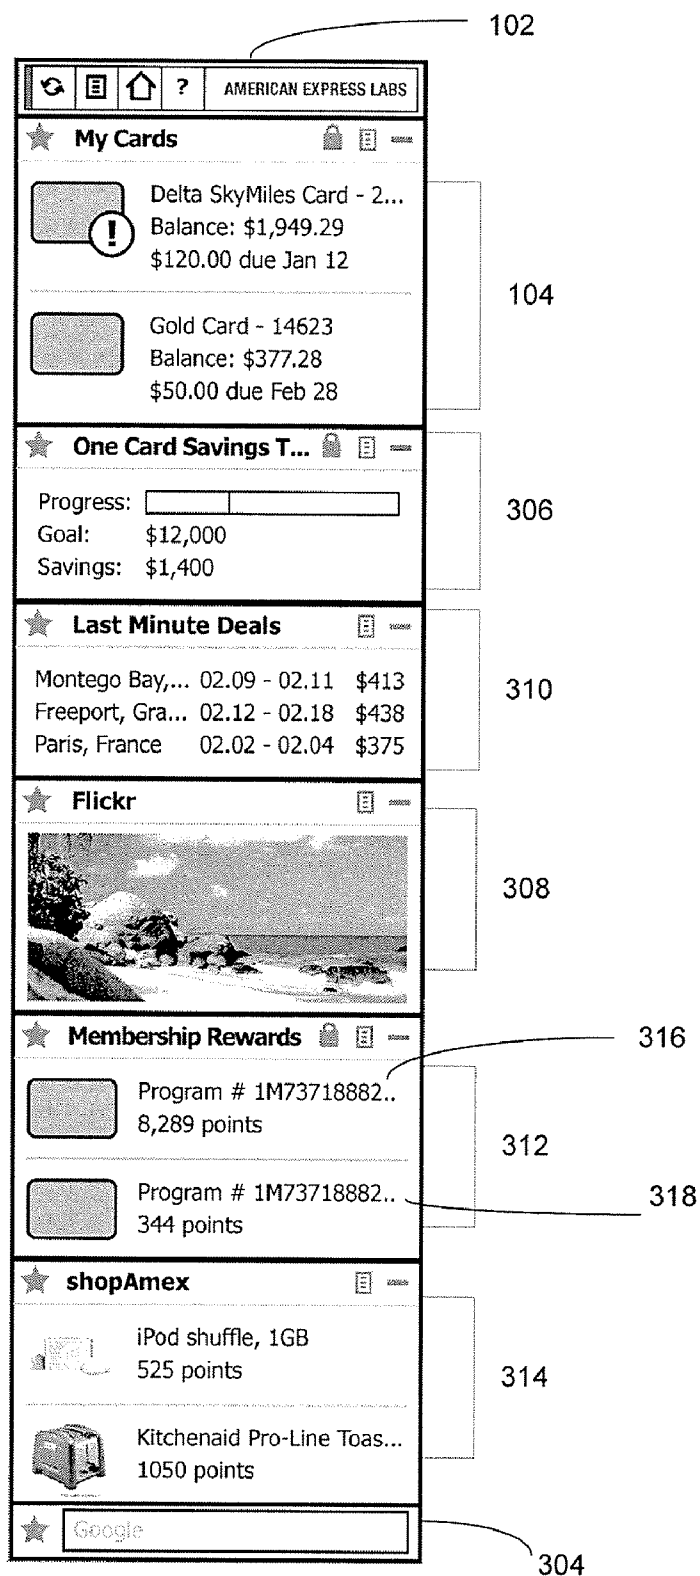 102
? AMERICAN EXPRESS LABS
My Cards
Delta SkyMiles Card - 2...
Balance: $1,949.29
$120.00 due Jan 12
104
Gold Card - 14623
Balance: $377.28
$50.00 due Feb 28
One Card Savings T...
306
Progress:
Goal: $12,000
Savings: $1,400
Last Minute Deals
310
Montego Bay,... 02.09 - 02.11 $413
Freeport, Gra... 02.12 - 02.18 $438
Paris, France 02.02 - 02.04 $375
Flickr
308
Membership Rewards
316
Program # 1M73718882..
8,289 points
312
Program # 1M73718882..
318
344 points
shopAmex
iPod shuffle, 1GB
525 points
314
Kitchenaid Pro-Line Toas...
1050 points
Google
304